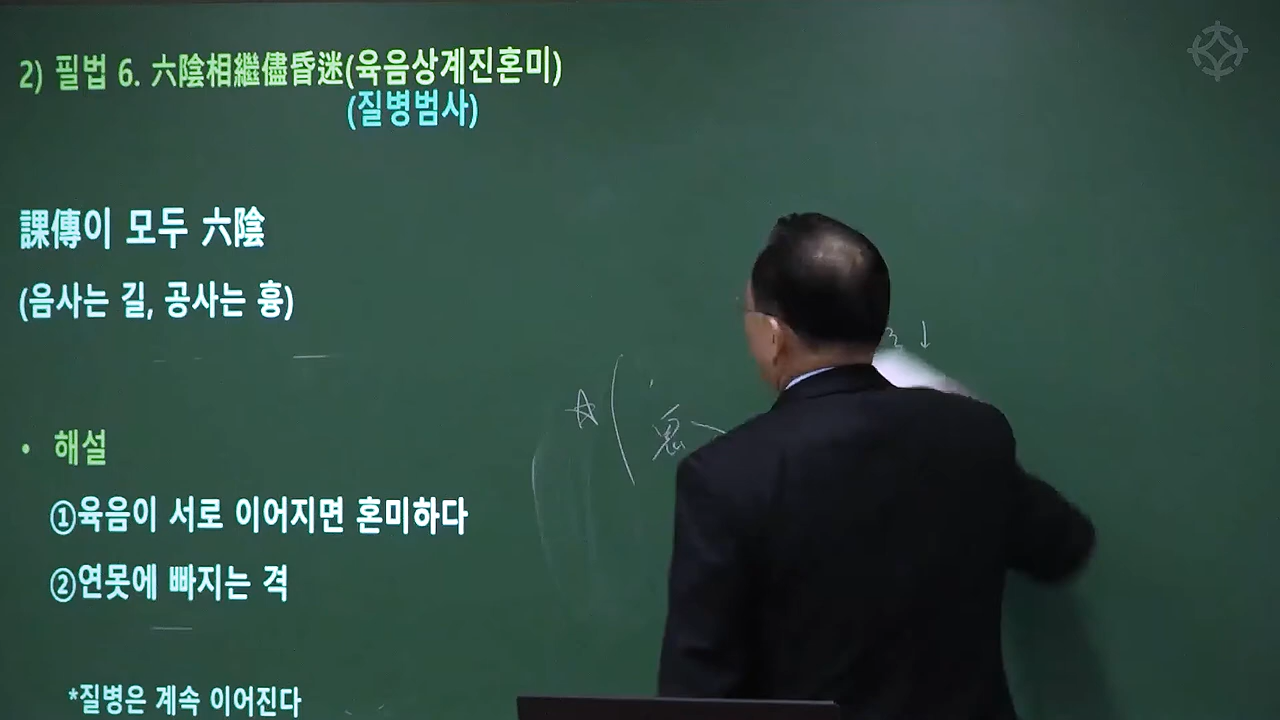 2) 필법 6. 六陰相繼儘昏迷(육음상계진혼미)
(질병범사)
課傳이 모두 六陰
(음사는 길, 공사는 흉)
• 해설
①육음이 서로 이어지면 혼미하다
②연못에 빠지는 격
*질병은 계속 이어진다
鬼